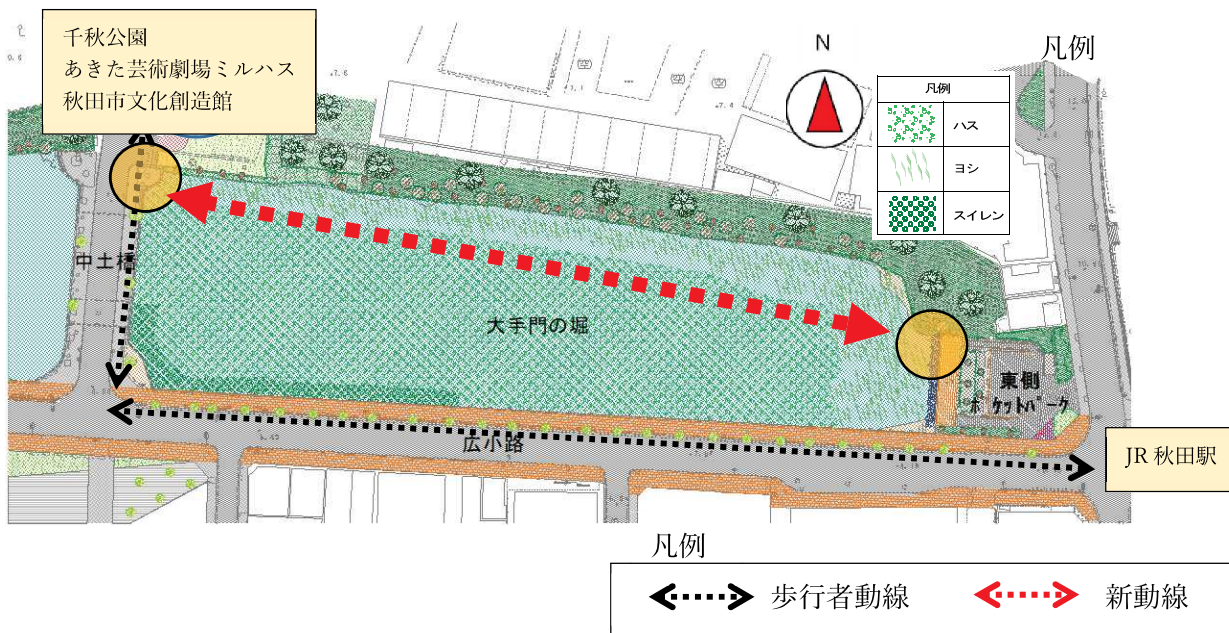 千秋公園
あきた芸術劇場ミルハス
秋田市文化創造館
N
凡例
凡例
ハス
ヨシ
スイレン
中土橋
大手門の堀
東側
ポケットパーク
広小路
JR 秋田駅
凡例
歩行者動線
新動線